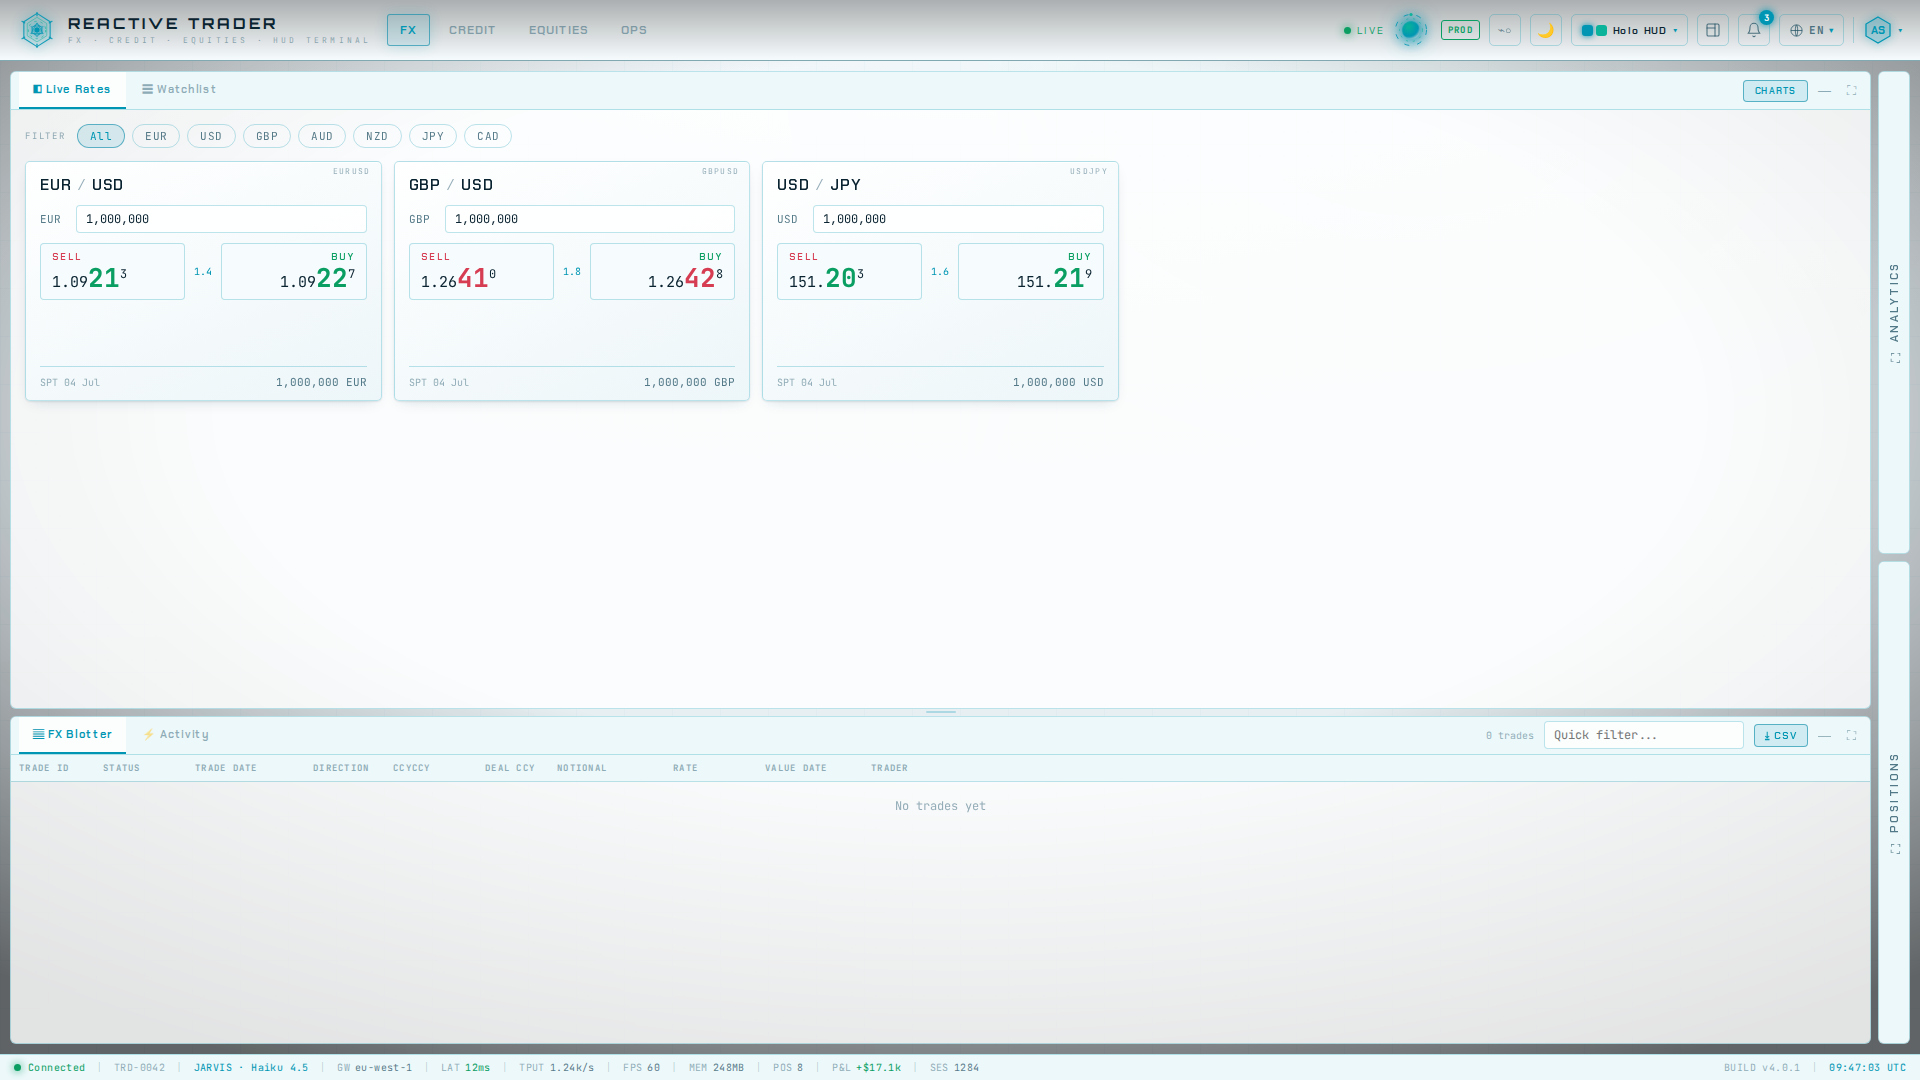 REACTIVE TRADER
FX · CREDIT · EQUITIES · HUD TERMINAL
FX CREDIT EQUITIES OPS
LIVE PROD Holo HUD 3 EN AS
Live Rates Watchlist CHARTS
FILTER All EUR USD GBP AUD NZD JPY CAD
EURUSD
EUR / USD
EUR 1,000,000
SELL BUY
1.09213 1.4 1.09227
SPT 04 Jul 1,000,000 EUR
GBPUSD
GBP / USD
GBP 1,000,000
SELL BUY
1.26410 1.8 1.26428
SPT 04 Jul 1,000,000 GBP
USDJPY
USD / JPY
USD 1,000,000
SELL BUY
151.203 1.6 151.219
SPT 04 Jul 1,000,000 USD
ANALYTICS
POSITIONS
FX Blotter Activity 0 trades Quick filter... CSV
TRADE ID STATUS TRADE DATE DIRECTION CCYCCY DEAL CCY NOTIONAL RATE VALUE DATE TRADER
No trades yet
Connected TRD-0042 JARVIS · Haiku 4.5 GW eu-west-1 LAT 12ms TPUT 1.24k/s FPS 60 MEM 248MB POS 8 P&L +$17.1k SES 1284 BUILD v4.0.1 09:47:03 UTC